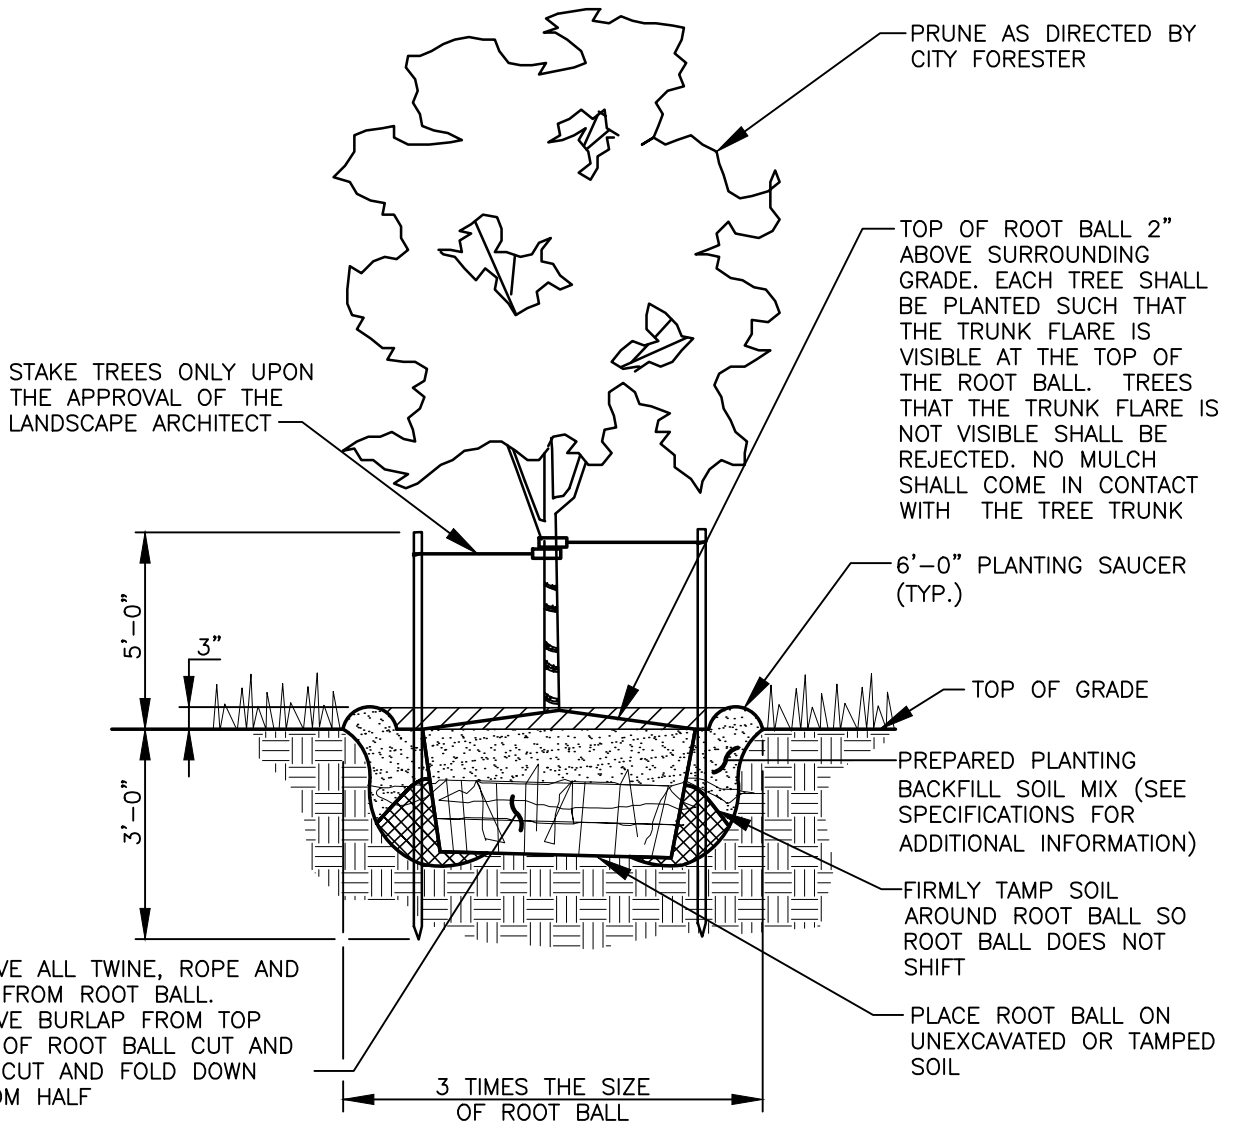 PRUNE AS DIRECTED BY
CITY FORESTER
TOP OF ROOT BALL 2"
ABOVE SURROUNDING
GRADE. EACH TREE SHALL
BE PLANTED SUCH THAT
THE TRUNK FLARE IS
VISIBLE AT THE TOP OF
THE ROOT BALL. TREES
THAT THE TRUNK FLARE IS
NOT VISIBLE SHALL BE
REJECTED. NO MULCH
SHALL COME IN CONTACT
WITH THE TREE TRUNK
STAKE TREES ONLY UPON
THE APPROVAL OF THE
LANDSCAPE ARCHITECT
6'-0" PLANTING SAUCER
(TYP.)
5'-0"
3"
TOP OF GRADE
3'-0"
PREPARED PLANTING
BACKFILL SOIL MIX (SEE
SPECIFICATIONS FOR
ADDITIONAL INFORMATION)
FIRMLY TAMP SOIL
AROUND ROOT BALL SO
ROOT BALL DOES NOT
SHIFT
PLACE ROOT BALL ON
UNEXCAVATED OR TAMPED
SOIL
ALL TWINE, ROPE AND
FROM ROOT BALL.
BURLAP FROM TOP
OF ROOT BALL CUT AND
CUT AND FOLD DOWN
HALF
3 TIMES THE SIZE
OF ROOT BALL